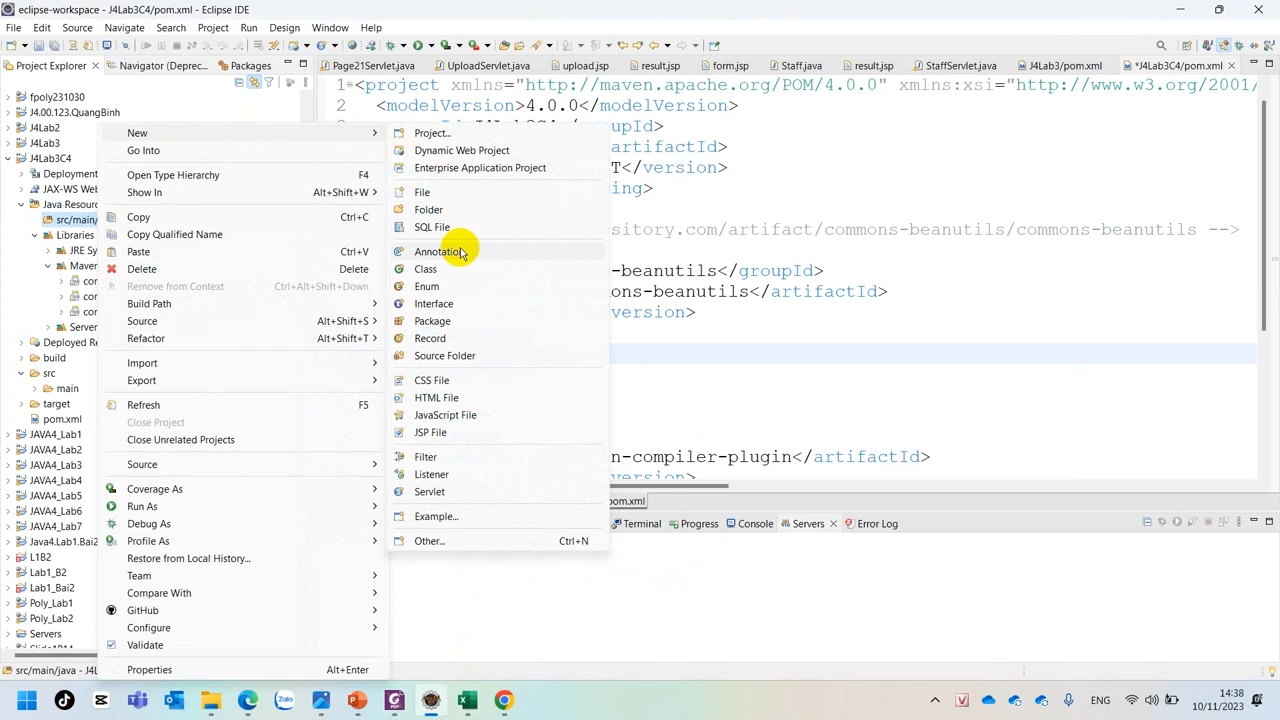 eclipse-workspace - J4Lab3C4/pom.xml - Eclipse IDE
File Edit Source Navigate Search Project Run Design Window Help
Project Explorer Navigator (Deprec... Packages
Page21Servlet.java UploadServlet.java upload.jsp result.jsp form.jsp Staff.java result.jsp StaffServlet.java J4Lab3/pom.xml *J4Lab3C4/pom.xml
fpoly231030
J4.00.123.QuangBinh
J4Lab2
J4Lab3
J4Lab3C4
Deployment
JAX-WS Web
Java Resourc
src/main/
Libraries
JRE Sy
Maven
con
con
con
Server
Deployed Re
build
src
main
target
pom.xml
JAVA4_Lab1
JAVA4_Lab2
JAVA4_Lab3
JAVA4_Lab4
JAVA4_Lab5
JAVA4_Lab6
JAVA4_Lab7
Java4.Lab1.Bai2
L1B2
Lab1_B2
Lab1_Bai2
Poly_Lab1
Poly_Lab2
Servers
New
Go Into
Open Type Hierarchy F4
Show In Alt+Shift+W
Copy Ctrl+C
Copy Qualified Name
Paste Ctrl+V
Delete Delete
Remove from Context Ctrl+Alt+Shift+Down
Build Path
Source Alt+Shift+S
Refactor Alt+Shift+T
Import
Export
Refresh F5
Close Project
Close Unrelated Projects
Source
Coverage As
Run As
Debug As
Profile As
Restore from Local History...
Team
Compare With
GitHub
Configure
Validate
Properties Alt+Enter
Project...
Dynamic Web Project
Enterprise Application Project
File
Folder
SQL File
Annotation
Class
Enum
Interface
Package
Record
Source Folder
CSS File
HTML File
JavaScript File
JSP File
Filter
Listener
Servlet
Example...
Other... Ctrl+N
1 <project xmlns="http://maven.apache.org/POM/4.0.0" xmlns:xsi="http://www.w3.org/2001/
2 <modelVersion>4.0.0</modelVersion>
J4Lab3C4</groupId>
artifactId>
T</version>
ing>
sitory.com/artifact/commons-beanutils/commons-beanutils -->
-beanutils</groupId>
mons-beanutils</artifactId>
version>
n-compiler-plugin</artifactId>
version>
pom.xml
Terminal Progress Console Servers Error Log
src/main/java - J4L
ENG
14:38
10/11/2023